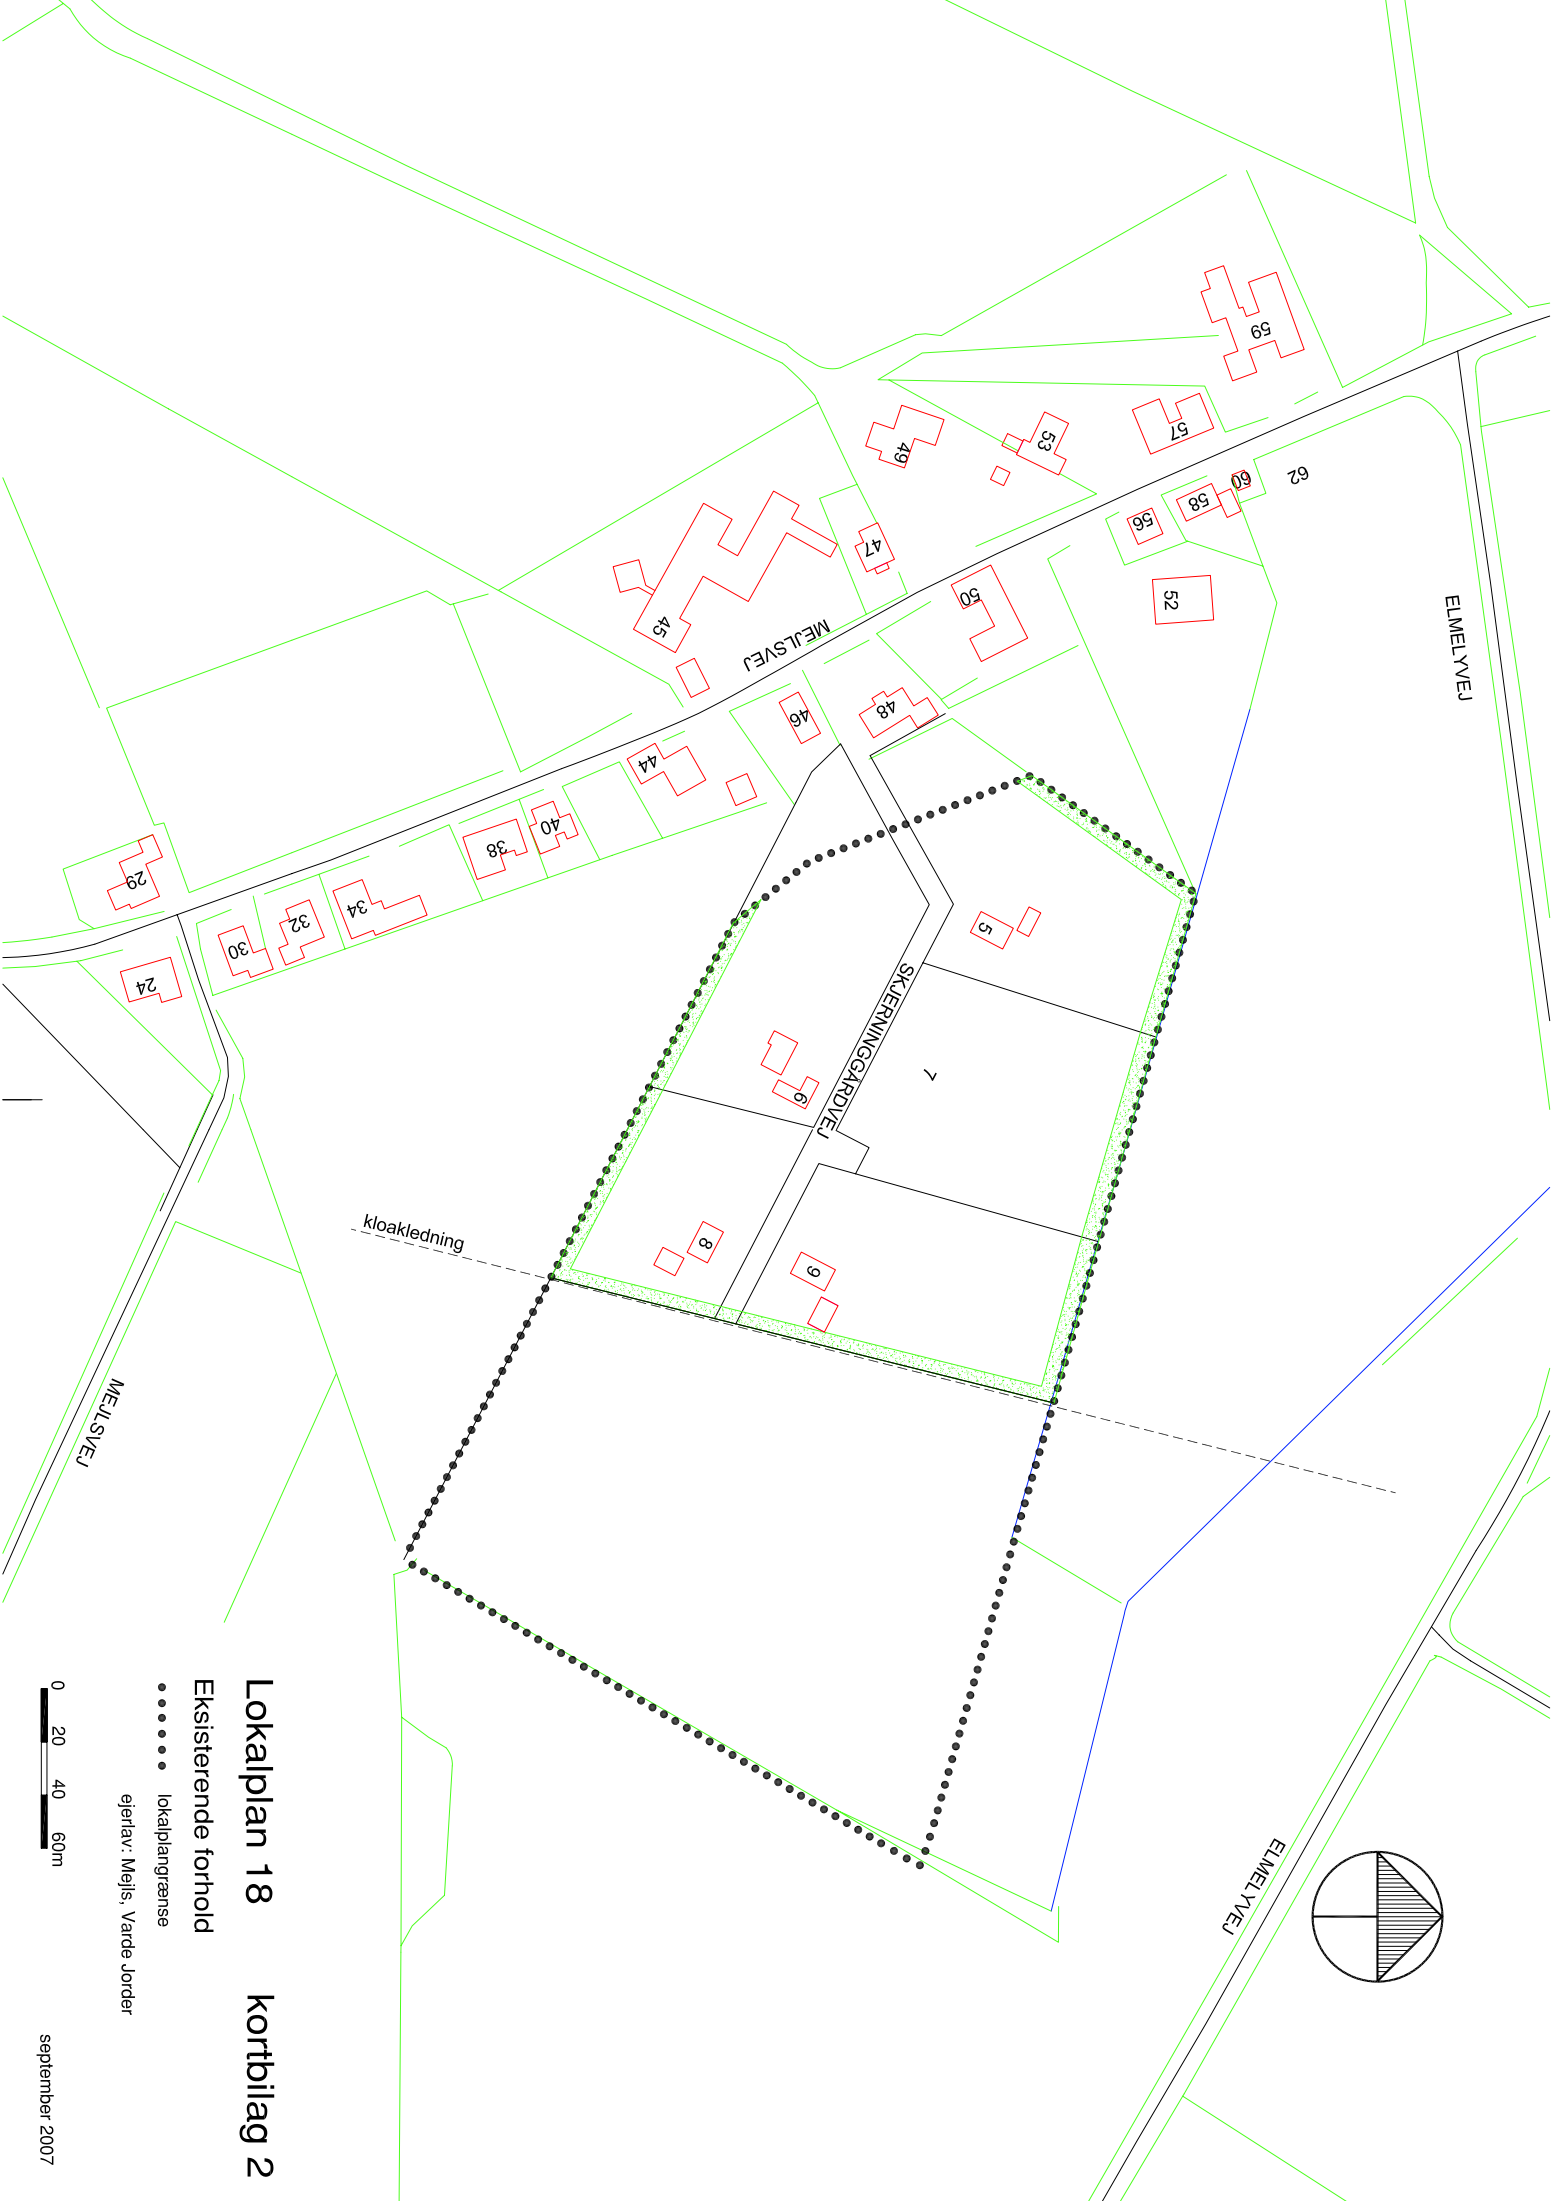 Lokalplan 18 kortbilag 2
Eksisterende forhold
lokalplangrænse
ejerlav: Mejls, Varde Jorder
0 20 40 60m
september 2007
ELMELYVEJ
ELMELYVEJ
MEJLSVEJ
MEJLSVEJ
SKJERNINGGÅRDVEJ
kloakledning
59
57
53
49
47
45
62
60
58
56
52
50
48
46
44
40
38
34
32
30
29
24
5
7
6
8
9